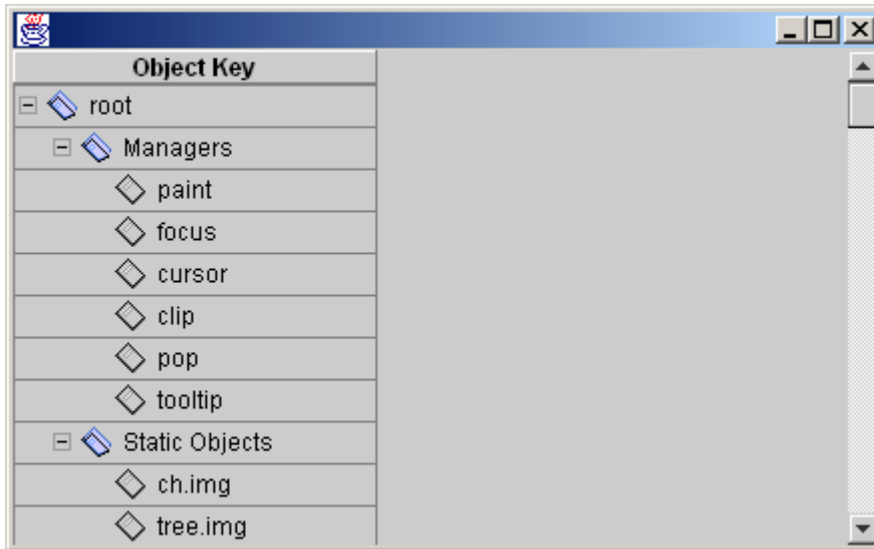 Object Key
root
Managers
paint
focus
cursor
clip
pop
tooltip
Static Objects
ch.img
tree.img